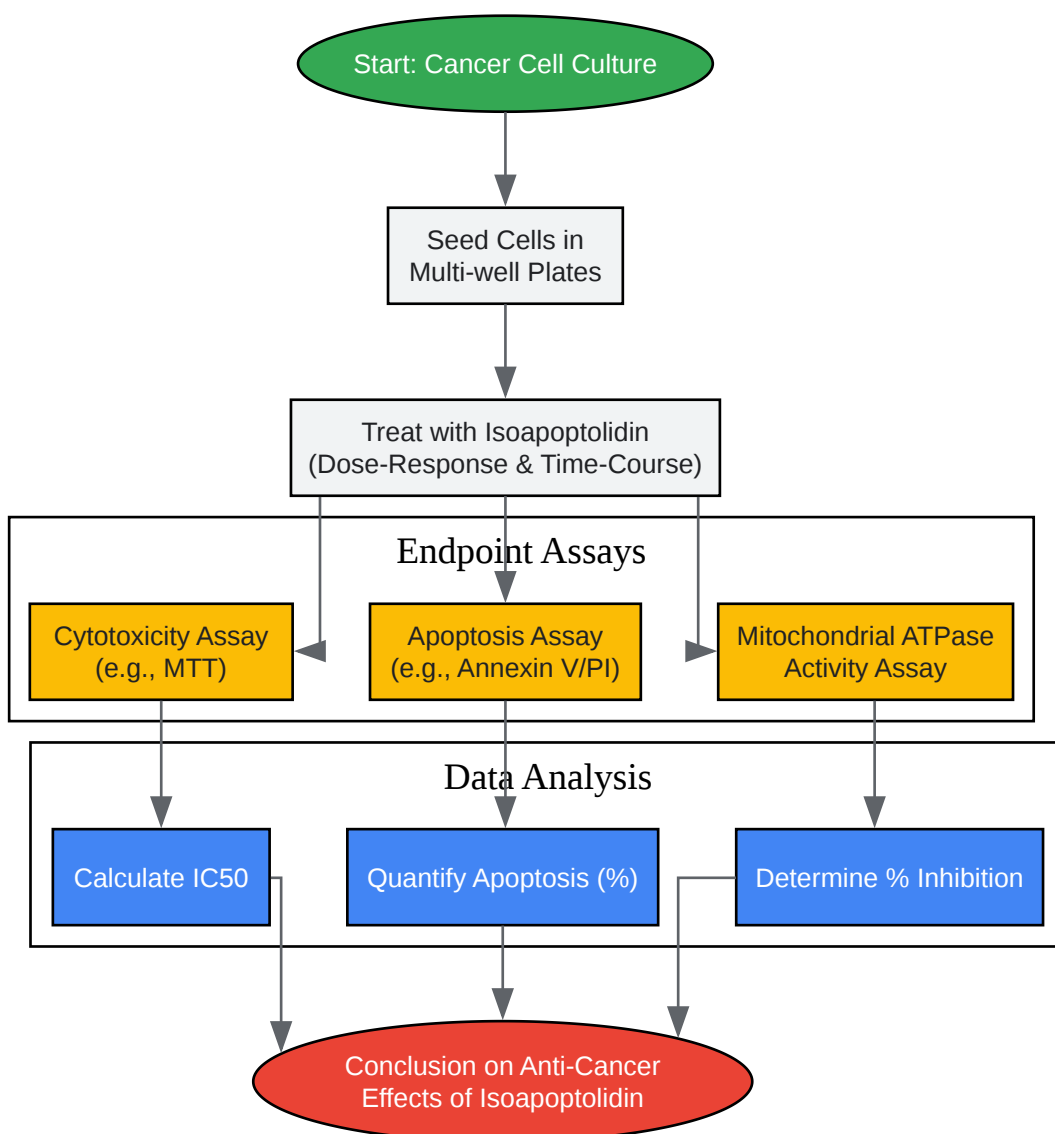 Start: Cancer Cell Culture
Seed Cells in
Multi-well Plates
Treat with Isoapoptolidin
(Dose-Response & Time-Course)
Endpoint Assays
Cytotoxicity Assay
(e.g., MTT)
Apoptosis Assay
(e.g., Annexin V/PI)
Mitochondrial ATPase
Activity Assay
Data Analysis
Calculate IC50
Quantify Apoptosis (%)
Determine % Inhibition
Conclusion on Anti-Cancer
Effects of Isoapoptolidin